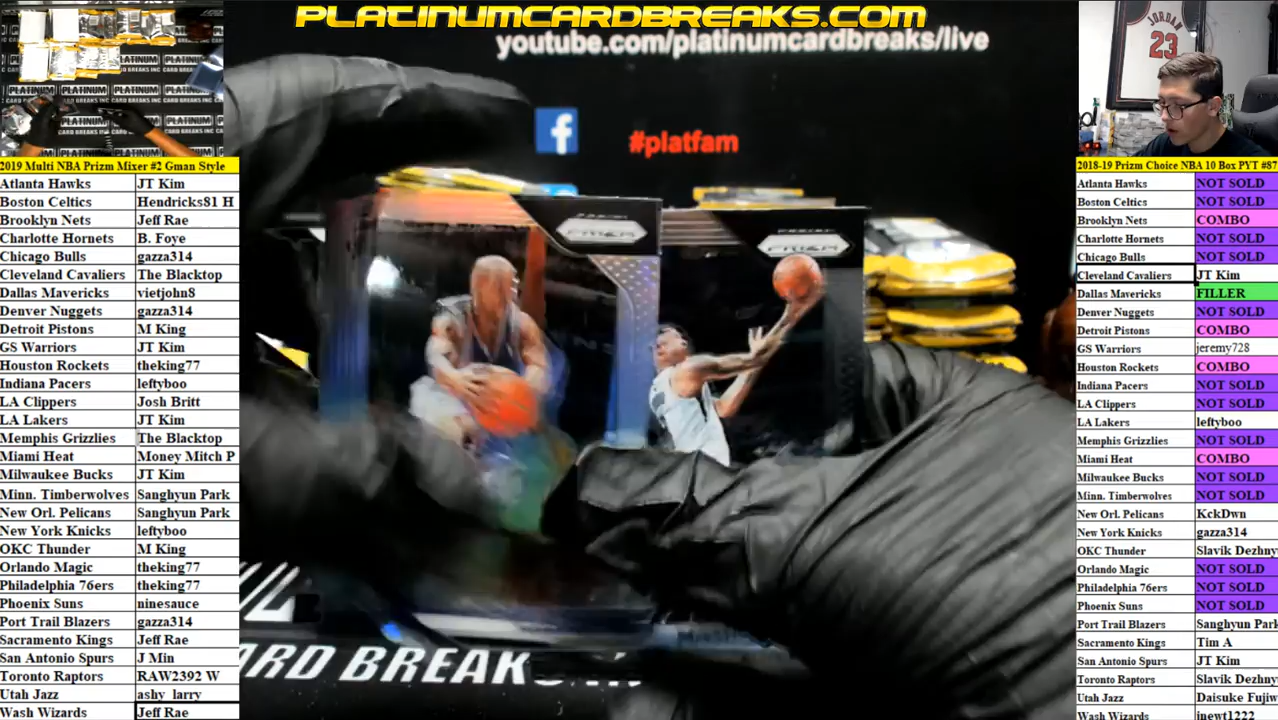 PLATINUMCARDBREAKS.COM
youtube.com/platinumcardbreaks/live
#platfam
JORDAN
23
PLATINUM
CARD BREAKS INC
2019 Multi NBA Prizm Mixer #2 Gman Style
Atlanta Hawks JT Kim
Boston Celtics Hendricks81 H
Brooklyn Nets Jeff Rae
Charlotte Hornets B. Foye
Chicago Bulls gazza314
Cleveland Cavaliers The Blacktop
Dallas Mavericks vietjohn8
Denver Nuggets gazza314
Detroit Pistons M King
GS Warriors JT Kim
Houston Rockets theking77
Indiana Pacers leftyboo
LA Clippers Josh Britt
LA Lakers JT Kim
Memphis Grizzlies The Blacktop
Miami Heat Money Mitch P
Milwaukee Bucks JT Kim
Minn. Timberwolves Sanghyun Park
New Orl. Pelicans Sanghyun Park
New York Knicks leftyboo
OKC Thunder M King
Orlando Magic theking77
Philadelphia 76ers theking77
Phoenix Suns ninesauce
Port Trail Blazers gazza314
Sacramento Kings Jeff Rae
San Antonio Spurs J Min
Toronto Raptors RAW2392 W
Utah Jazz ashy_larry
Wash Wizards Jeff Rae
PANINI
PRIZM
PANINI
PRIZM
ARD BREAK
2018-19 Prizm Choice NBA 10 Box PYT #87
Atlanta Hawks NOT SOLD
Boston Celtics NOT SOLD
Brooklyn Nets COMBO
Charlotte Hornets NOT SOLD
Chicago Bulls NOT SOLD
Cleveland Cavaliers JT Kim
Dallas Mavericks FILLER
Denver Nuggets NOT SOLD
Detroit Pistons COMBO
GS Warriors jeremy728
Houston Rockets COMBO
Indiana Pacers NOT SOLD
LA Clippers NOT SOLD
LA Lakers leftyboo
Memphis Grizzlies NOT SOLD
Miami Heat COMBO
Milwaukee Bucks NOT SOLD
Minn. Timberwolves NOT SOLD
New Orl. Pelicans KckDwn
New York Knicks gazza314
OKC Thunder Slavik Dezhny
Orlando Magic NOT SOLD
Philadelphia 76ers NOT SOLD
Phoenix Suns NOT SOLD
Port Trail Blazers Sanghyun Park
Sacramento Kings Tim A
San Antonio Spurs JT Kim
Toronto Raptors Slavik Dezhny
Utah Jazz Daisuke Fujiw
Wash Wizards jnewt1222